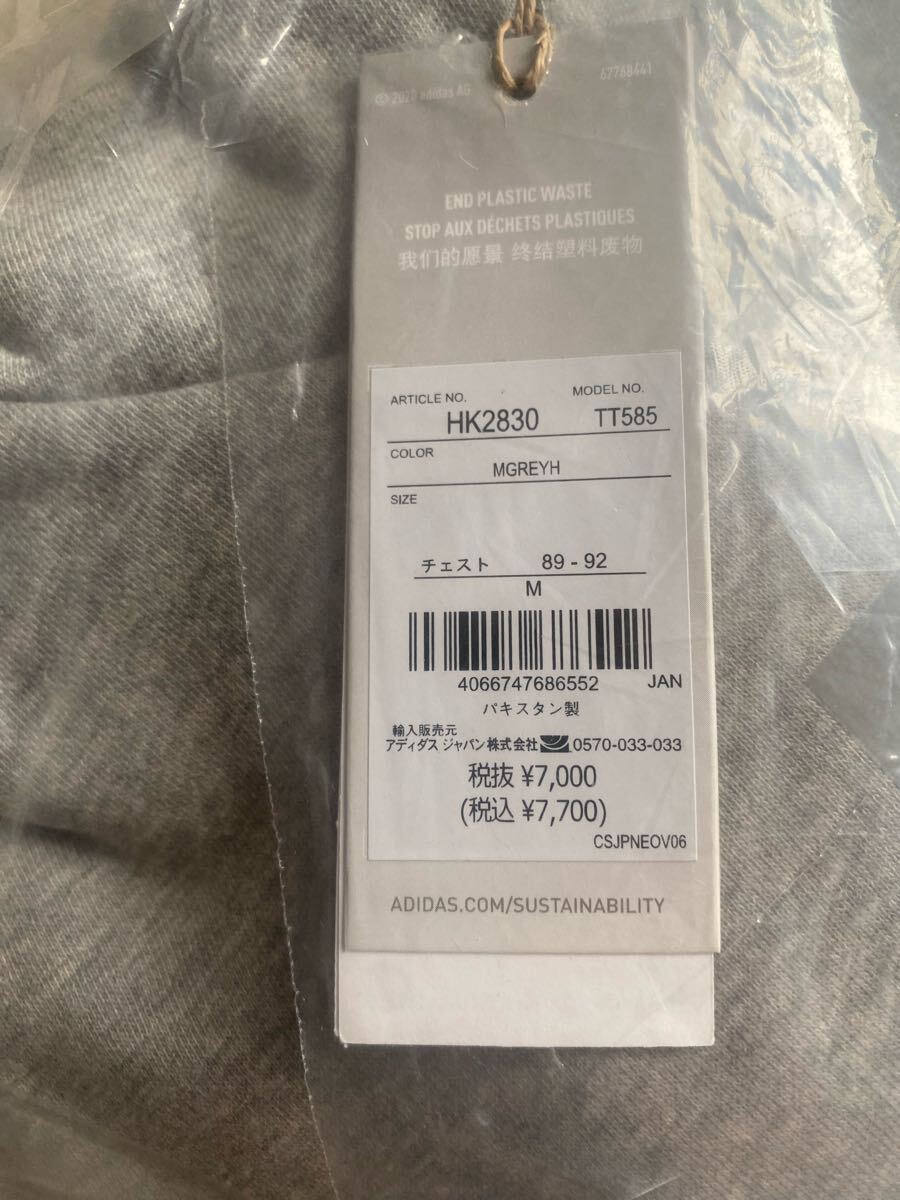 © 2020 adidas AG
67768441
END PLASTIC WASTE
STOP AUX DÉCHETS PLASTIQUES
我们的愿景 终结塑料废物
ARTICLE NO. MODEL NO.
HK2830 TT585
COLOR
MGREYH
SIZE
チェスト 89 - 92
M
4066747686552 JAN
パキスタン製
輸入販売元
アディダス ジャパン株式会社 0570-033-033
税抜 ¥7,000
(税込 ¥7,700)
CSJPNEOV06
ADIDAS.COM/SUSTAINABILITY